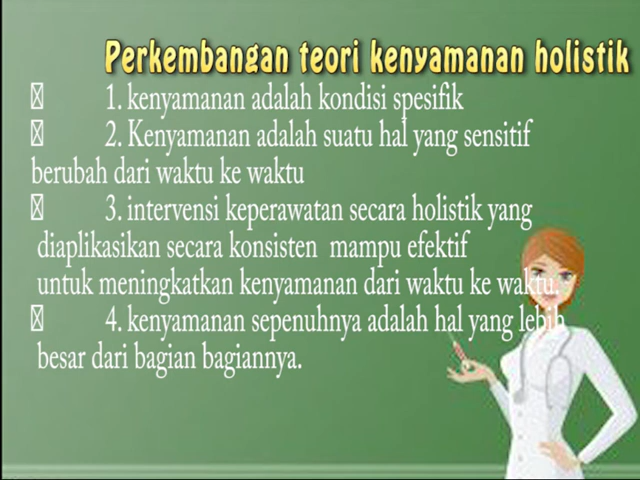 Perkembangan teori kenyamanan holistik
1. kenyamanan adalah kondisi spesifik
2. Kenyamanan adalah suatu hal yang sensitif
berubah dari waktu ke waktu
3. intervensi keperawatan secara holistik yang
diaplikasikan secara konsisten mampu efektif
untuk meningkatkan kenyamanan dari waktu ke waktu.
4. kenyamanan sepenuhnya adalah hal yang lebih
besar dari bagian bagiannya.